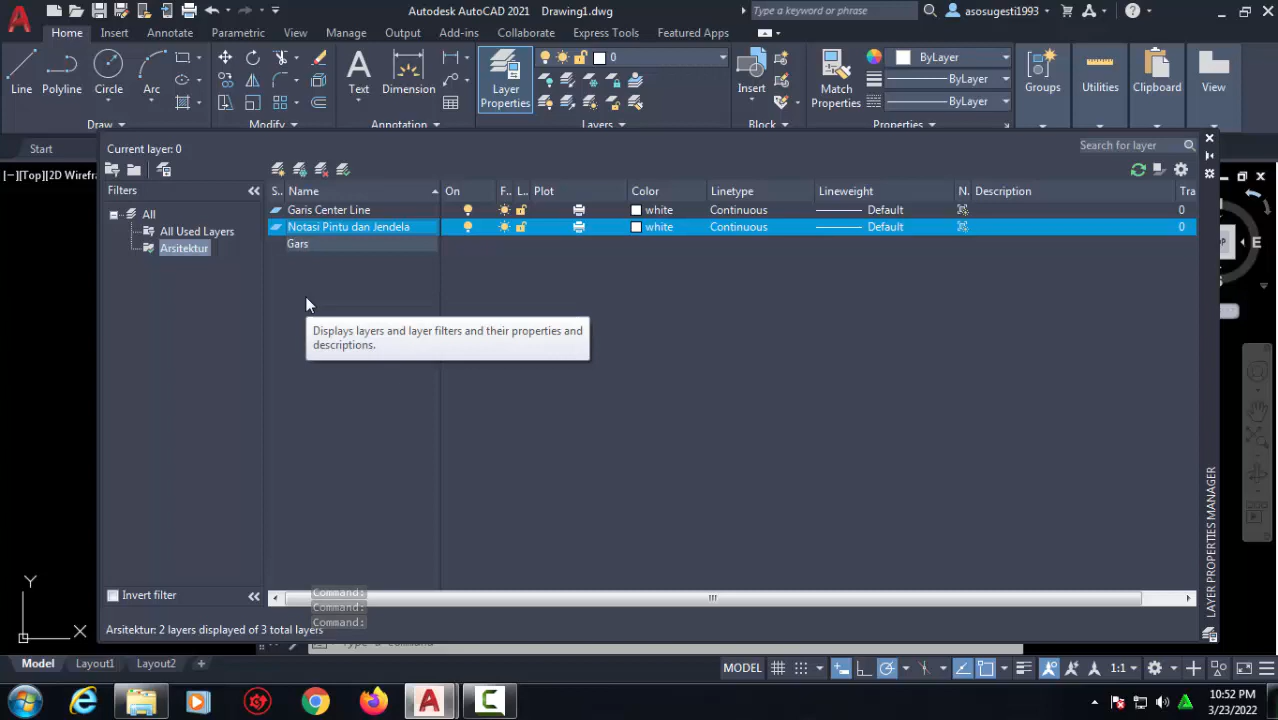 Autodesk AutoCAD 2021 Drawing1.dwg
Type a keyword or phrase
asosugesti1993
Home Insert Annotate Parametric View Manage Output Add-ins Collaborate Express Tools Featured Apps
0
ByLayer
ByLayer
ByLayer
Line Polyline Circle Arc Text Dimension
Layer Properties
Insert
Match Properties
Groups Utilities Clipboard View
Draw Modify Annotation Layers Block Properties
Start
Current layer: 0
Search for layer
[−][Top][2D Wirefra
Filters
S.. Name On F.. L.. Plot Color Linetype Lineweight N. Description Tra
All
All Used Layers
Arsitektur
Garis Center Line white Continuous Default 0
Notasi Pintu dan Jendela white Continuous Default 0
Gars
Displays layers and layer filters and their properties and
descriptions.
E
LAYER PROPERTIES MANAGER
Invert filter
Command:
Command:
Command:
Arsitektur: 2 layers displayed of 3 total layers
Type a command
Y
X
Model Layout1 Layout2 +
MODEL
1:1
10:52 PM
3/23/2022